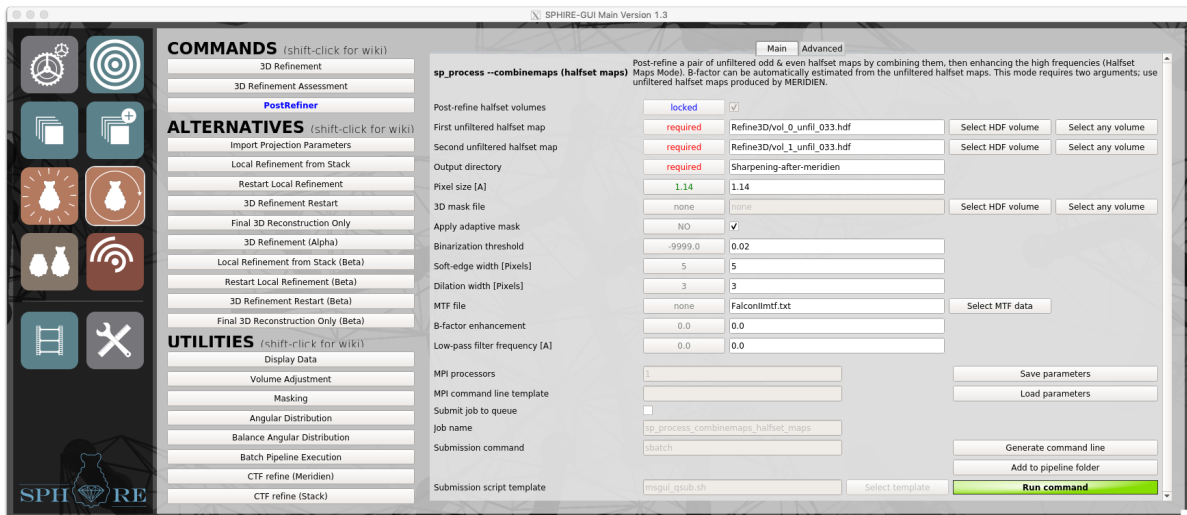 SPHIRE-GUI Main Version 1.3
COMMANDS (shift-click for wiki)
3D Refinement
3D Refinement Assessment
PostRefiner
ALTERNATIVES (shift-click for wiki)
Import Projection Parameters
Local Refinement from Stack
Restart Local Refinement
3D Refinement Restart
Final 3D Reconstruction Only
3D Refinement (Alpha)
Local Refinement from Stack (Beta)
Restart Local Refinement (Beta)
3D Refinement Restart (Beta)
Final 3D Reconstruction Only (Beta)
UTILITIES (shift-click for wiki)
Display Data
Volume Adjustment
Masking
Angular Distribution
Balance Angular Distribution
Batch Pipeline Execution
CTF refine (Meridien)
CTF refine (Stack)
SPHIRE
Main Advanced
sp_process --combinemaps (halfset maps)
Post-refine a pair of unfiltered odd & even halfset maps by combining them, then enhancing the high frequencies (Halfset
Maps Mode). B-factor can be automatically estimated from the unfiltered halfset maps. This mode requires two arguments; use
unfiltered halfset maps produced by MERIDIEN.
Post-refine halfset volumes locked
First unfiltered halfset map required Refine3D/vol_0_unfil_033.hdf Select HDF volume Select any volume
Second unfiltered halfset map required Refine3D/vol_1_unfil_033.hdf Select HDF volume Select any volume
Output directory required Sharpening-after-meridien
Pixel size [A] 1.14 1.14
3D mask file none none Select HDF volume Select any volume
Apply adaptive mask NO
Binarization threshold -9999.0 0.02
Soft-edge width [Pixels] 5 5
Dilation width [Pixels] 3 3
MTF file none FalconIImtf.txt Select MTF data
B-factor enhancement 0.0 0.0
Low-pass filter frequency [A] 0.0 0.0
MPI processors 1 Save parameters
MPI command line template Load parameters
Submit job to queue
Job name sp_process_combinemaps_halfset_maps
Submission command sbatch Generate command line
Add to pipeline folder
Submission script template msgui_qsub.sh Select template Run command